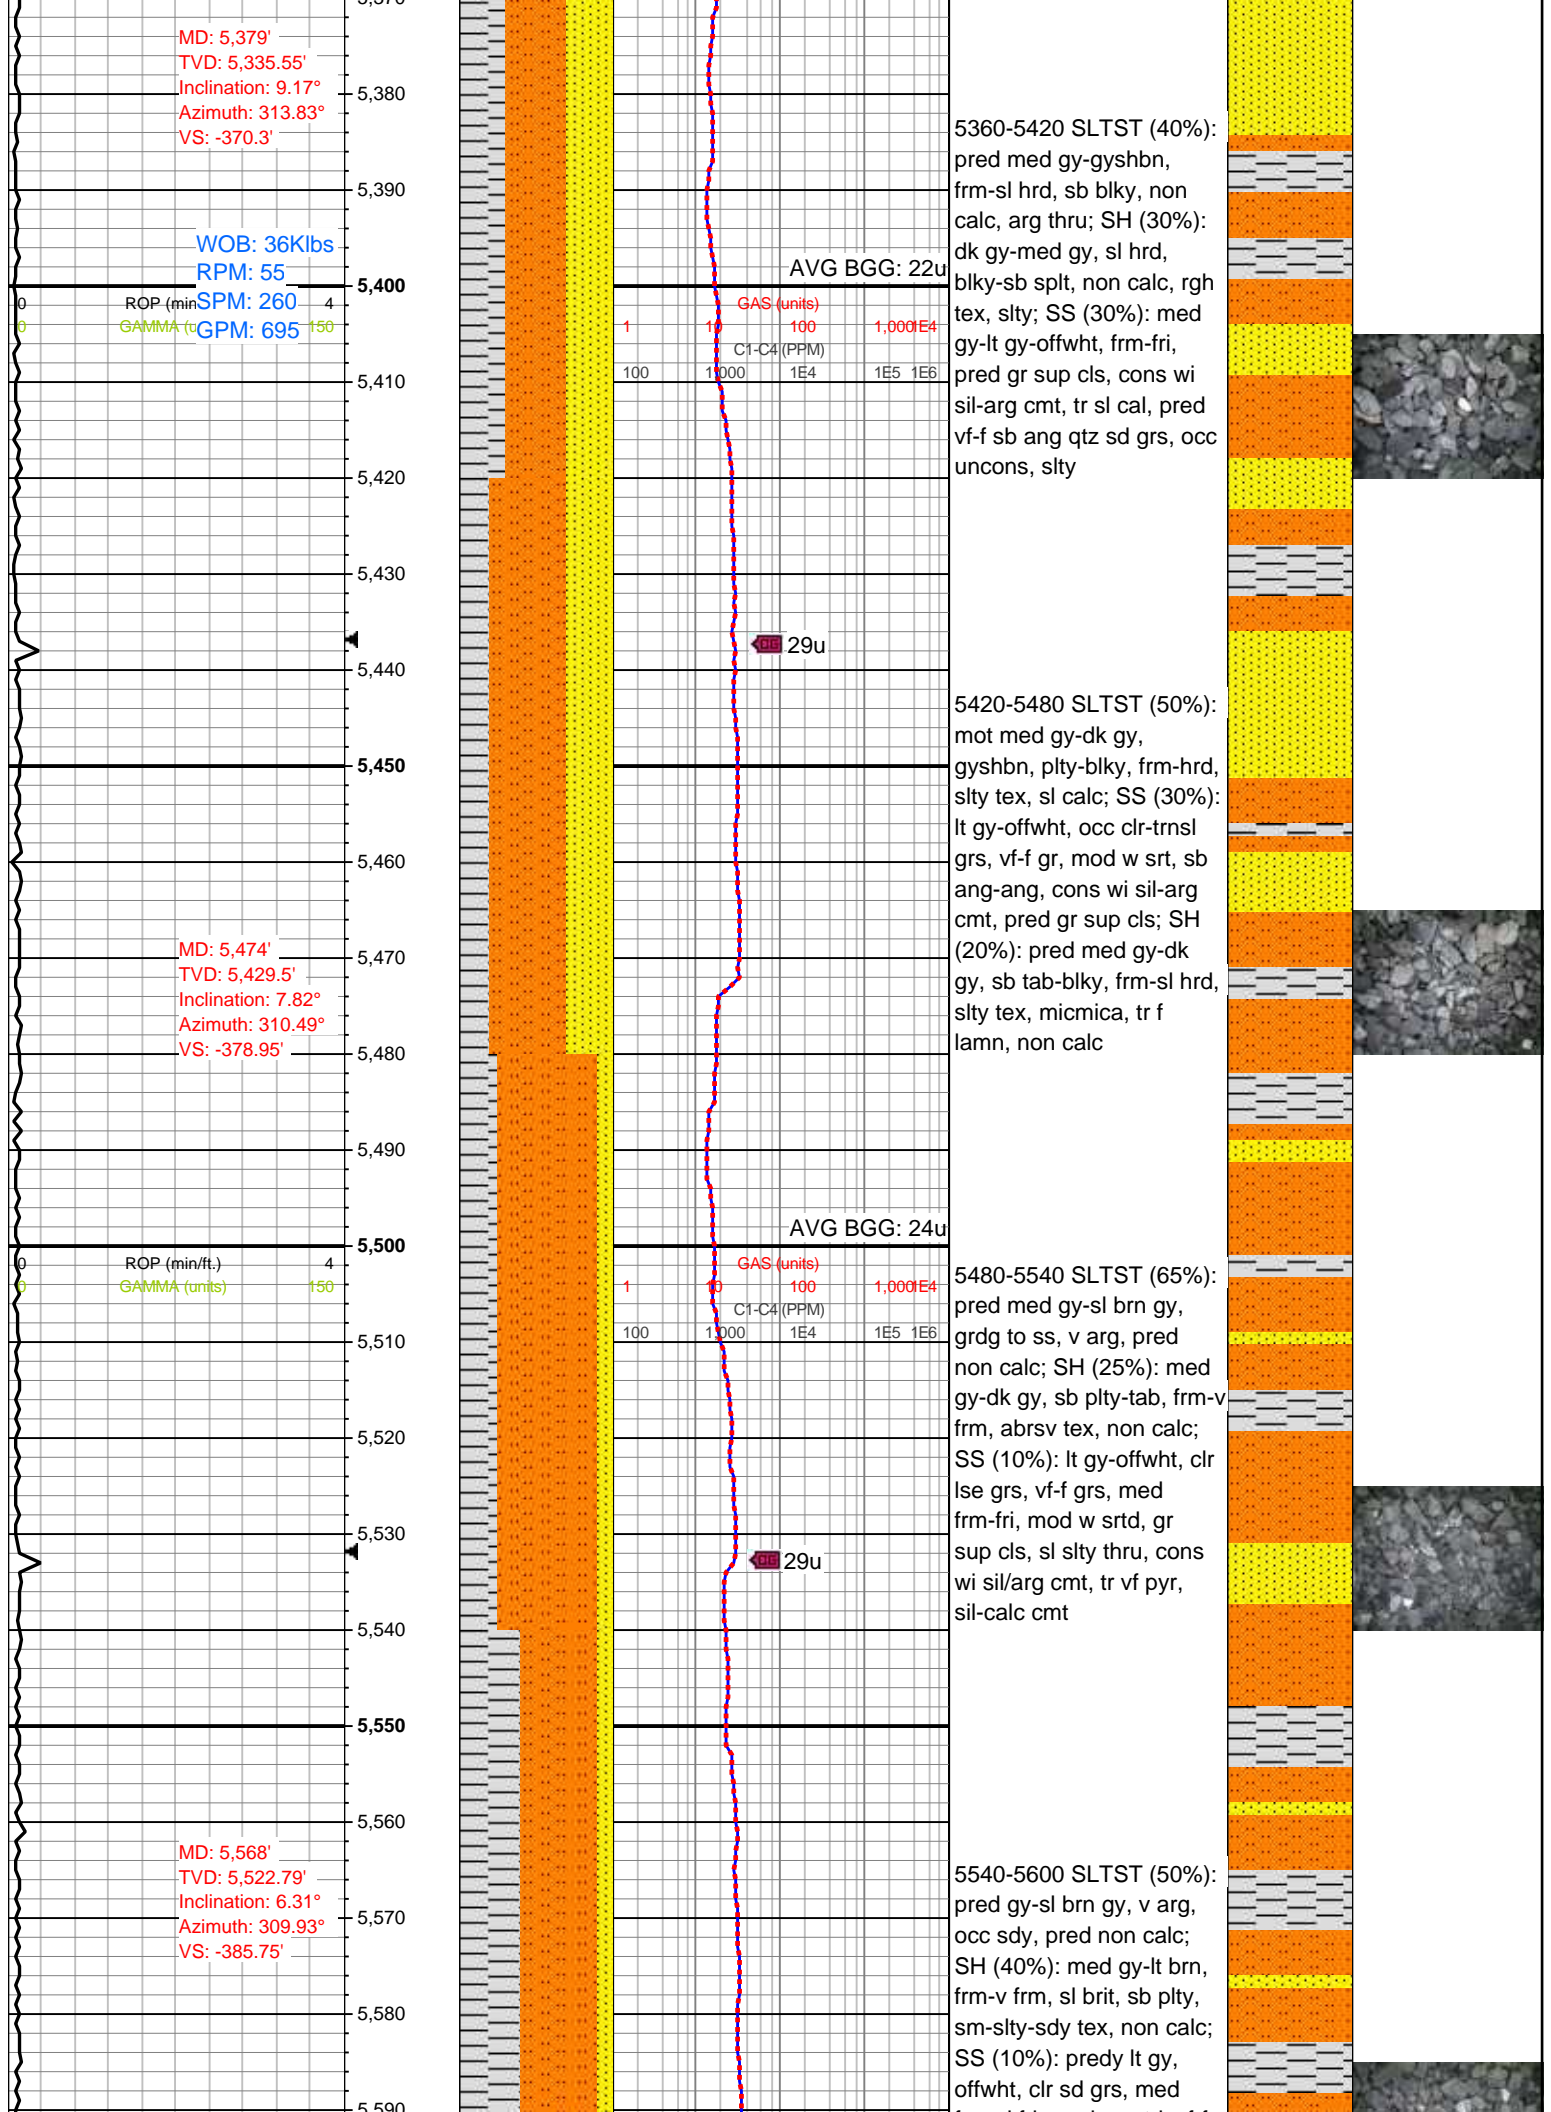 MD: 5,379'
TVD: 5,335.55'
Inclination: 9.17°
Azimuth: 313.83°
VS: -370.3'
5,380
5,390
WOB: 36Klbs
RPM: 55
SPM: 260
GPM: 695
AVG BGG: 22u
5,400
0 ROP (min 4
0 GAMMA (u 150
GAS (units)
1 10 100 1,000 1E4
C1-C4 (PPM)
100 1,000 1E4 1E5 1E6
5,410
5,420
5360-5420 SLTST (40%):
pred med gy-gyshbn,
frm-sl hrd, sb blky, non
calc, arg thru; SH (30%):
dk gy-med gy, sl hrd,
blky-sb splt, non calc, rgh
tex, slty; SS (30%): med
gy-lt gy-offwht, frm-fri,
pred gr sup cls, cons wi
sil-arg cmt, tr sl cal, pred
vf-f sb ang qtz sd grs, occ
uncons, slty
5,430
CG 29u
5,440
5,450
5,460
MD: 5,474'
TVD: 5,429.5'
Inclination: 7.82°
Azimuth: 310.49°
VS: -378.95'
5,470
5,480
5420-5480 SLTST (50%):
mot med gy-dk gy,
gyshbn, plty-blky, frm-hrd,
slty tex, sl calc; SS (30%):
lt gy-offwht, occ clr-trnsl
grs, vf-f gr, mod w srt, sb
ang-ang, cons wi sil-arg
cmt, pred gr sup cls; SH
(20%): pred med gy-dk
gy, sb tab-blky, frm-sl hrd,
slty tex, micmica, tr f
lamn, non calc
5,490
AVG BGG: 24u
5,500
0 ROP (min/ft.) 4
0 GAMMA (units) 150
GAS (units)
1 10 100 1,000 1E4
C1-C4 (PPM)
100 1,000 1E4 1E5 1E6
5,510
5,520
5,530
CG 29u
5,540
5480-5540 SLTST (65%):
pred med gy-sl brn gy,
grdg to ss, v arg, pred
non calc; SH (25%): med
gy-dk gy, sb plty-tab, frm-v
frm, abrsv tex, non calc;
SS (10%): lt gy-offwht, clr
lse grs, vf-f grs, med
frm-fri, mod w srtd, gr
sup cls, sl slty thru, cons
wi sil/arg cmt, tr vf pyr,
sil-calc cmt
5,550
5,560
MD: 5,568'
TVD: 5,522.79'
Inclination: 6.31°
Azimuth: 309.93°
VS: -385.75'
5,570
5,580
5540-5600 SLTST (50%):
pred gy-sl brn gy, v arg,
occ sdy, pred non calc;
SH (40%): med gy-lt brn,
frm-v frm, sl brit, sb plty,
sm-slty-sdy tex, non calc;
SS (10%): predy lt gy,
offwht, clr sd grs, med
5,590